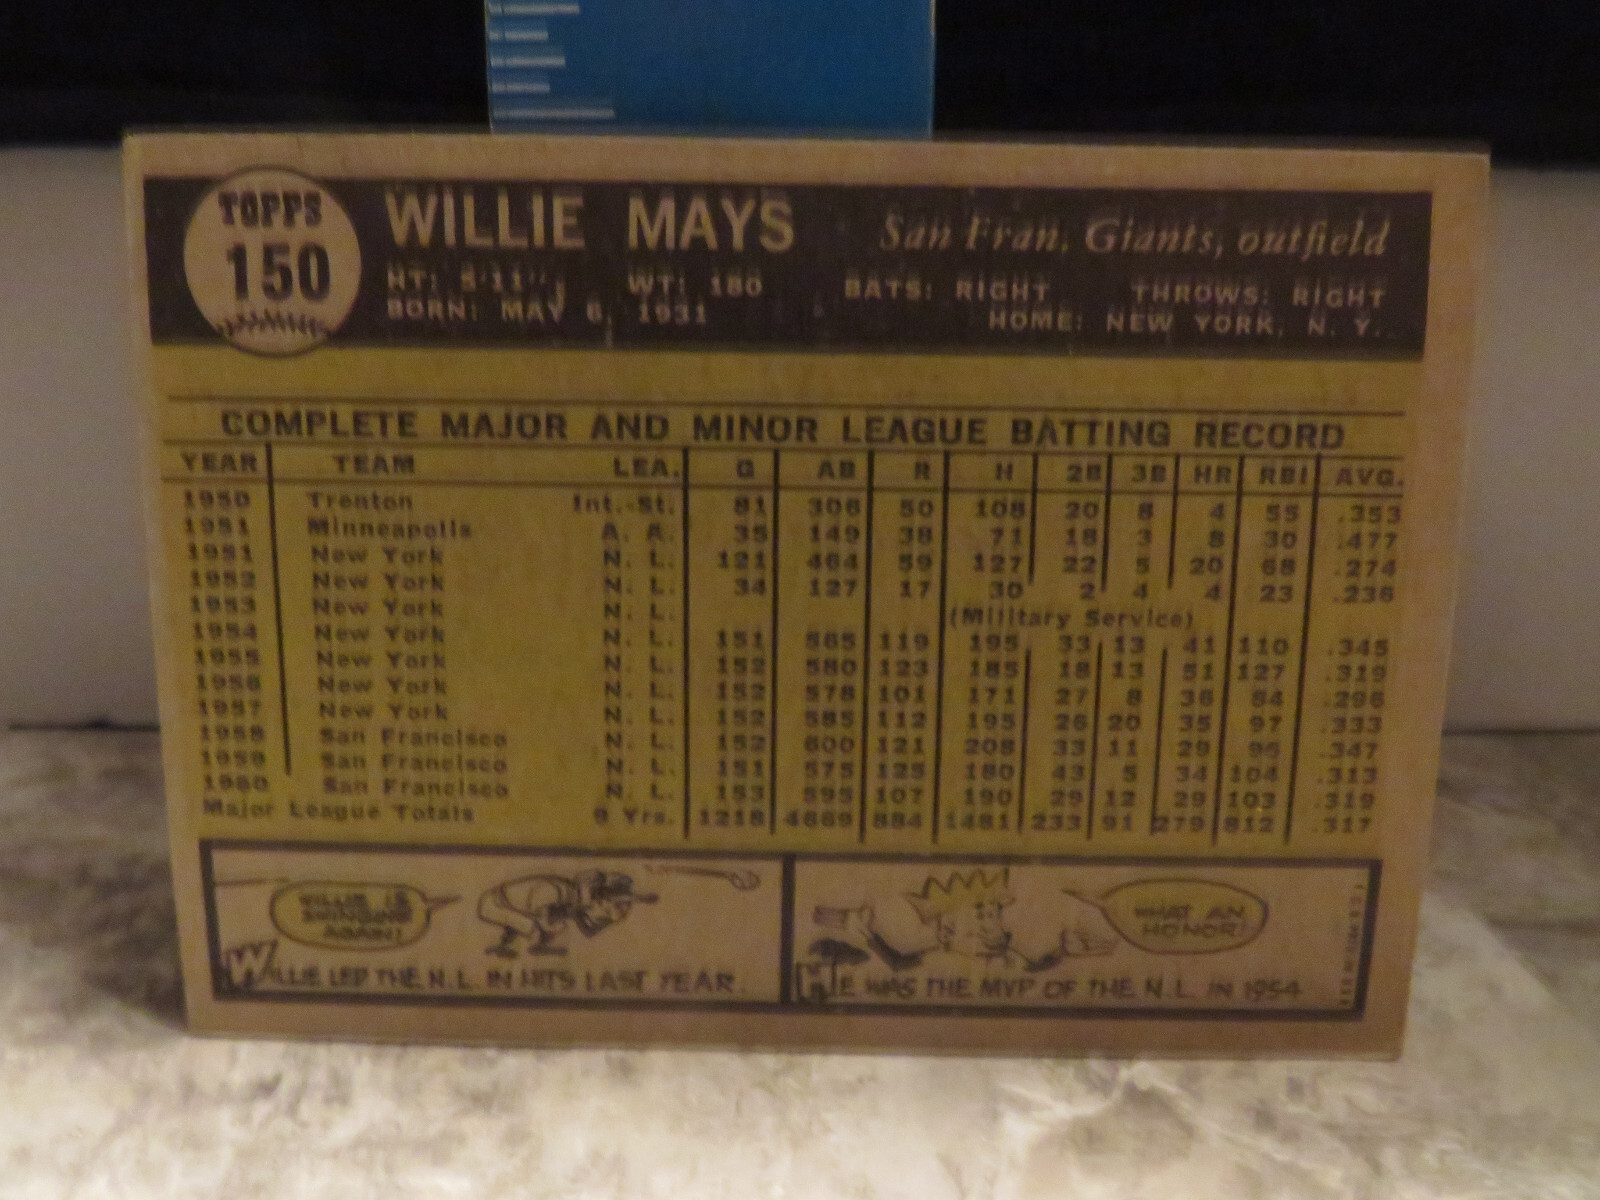 TOPPS
150
WILLIE MAYS San Fran. Giants, outfield
HT: 5'11" WT: 180 BATS: RIGHT THROWS: RIGHT
BORN: MAY 6, 1931 HOME: NEW YORK, N. Y.
COMPLETE MAJOR AND MINOR LEAGUE BATTING RECORD
YEAR TEAM LEA. G AB R H 2B 3B HR RBI AVG.
1950 Trenton Int.-St. 81 306 50 108 20 8 4 55 .353
1951 Minneapolis A. A. 35 149 38 71 18 3 8 30 .477
1951 New York N. L. 121 464 59 127 22 5 20 68 .274
1952 New York N. L. 34 127 17 30 2 4 4 23 .236
1953 New York N. L. (Military Service)
1954 New York N. L. 151 565 119 195 33 13 41 110 .345
1955 New York N. L. 152 580 123 185 18 13 51 127 .319
1956 New York N. L. 152 578 101 171 27 8 36 84 .296
1957 New York N. L. 152 585 112 195 26 20 35 97 .333
1958 San Francisco N. L. 152 600 121 208 33 11 29 96 .347
1959 San Francisco N. L. 151 575 125 180 43 5 34 104 .313
1960 San Francisco N. L. 153 595 107 190 29 12 29 103 .319
Major League Totals 9 Yrs. 1218 4669 884 1481 233 91 279 812 .317
WILLIE IS
SWINGING
AGAIN!
WILLIE LED THE N.L. IN HITS LAST YEAR.
WHAT AN
HONOR!
HE WAS THE MVP OF THE N.L. IN 1954